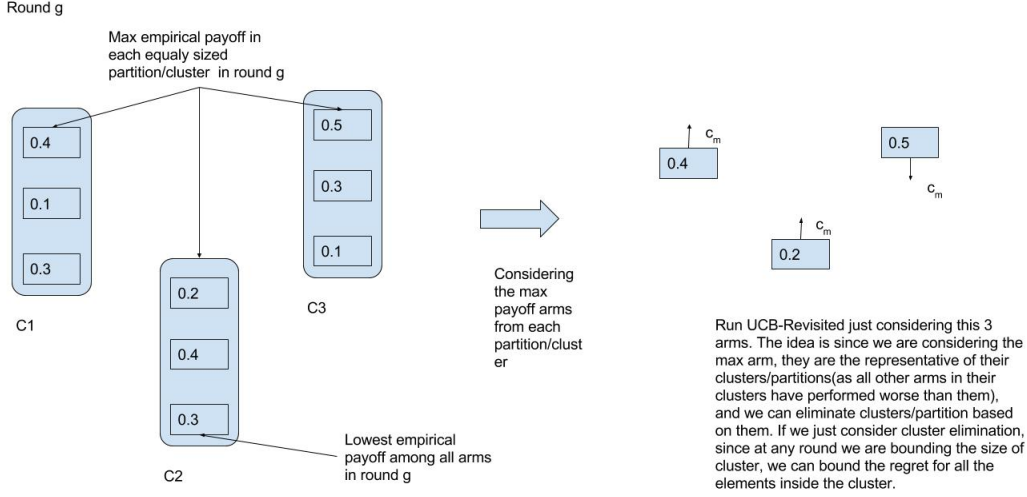 Round g
Max empirical payoff in
each equaly sized
partition/cluster in round g
0.4
0.1
0.3
C1
0.2
0.4
0.3
C2
0.5
0.3
0.1
C3
Lowest empirical
payoff among all arms
in round g
Considering
the max
payoff arms
from each
partition/clust
er
0.4
cm
0.5
cm
0.2
cm
Run UCB-Revisited just considering this 3
arms. The idea is since we are considering the
max arm, they are the representative of their
clusters/partitions(as all other arms in their
clusters have performed worse than them),
and we can eliminate clusters/partition based
on them. If we just consider cluster elimination,
since at any round we are bounding the size of
cluster, we can bound the regret for all the
elements inside the cluster.